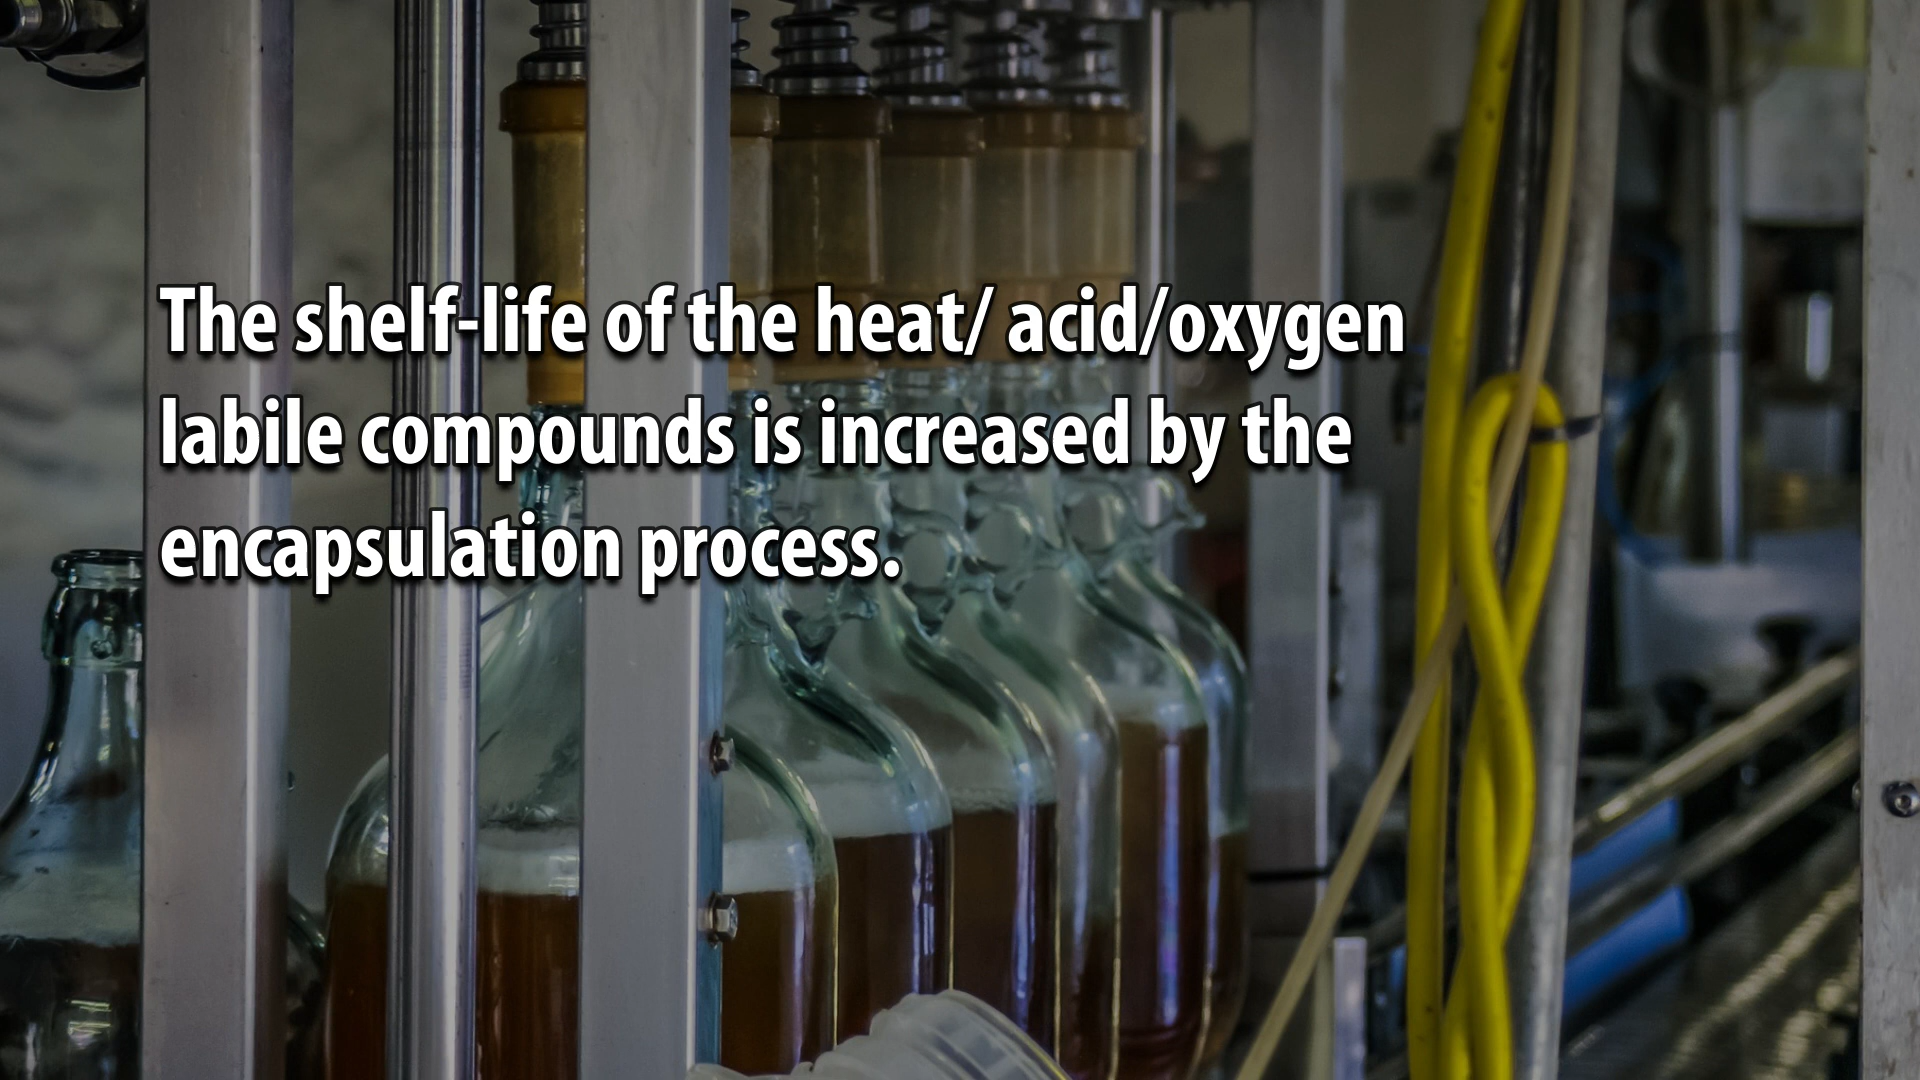 The shelf-life of the heat/ acid/oxygen
labile compounds is increased by the
encapsulation process.